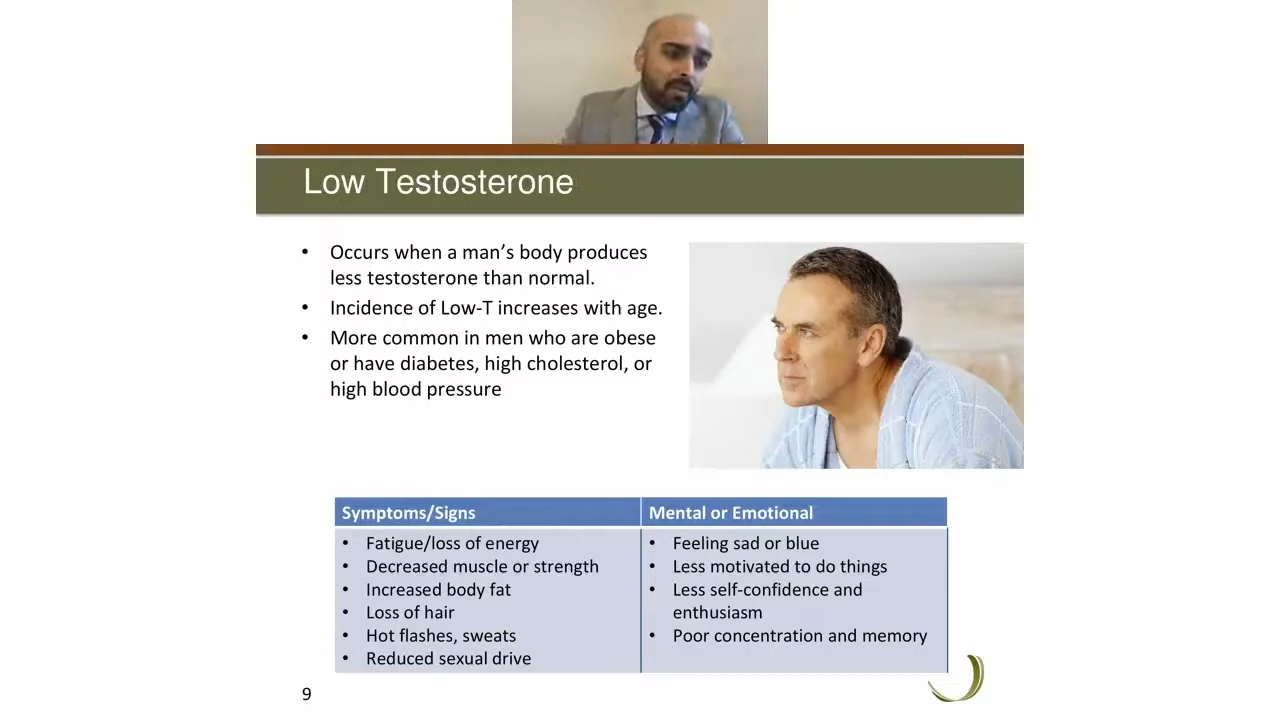 Low Testosterone
• Occurs when a man’s body produces
less testosterone than normal.
• Incidence of Low-T increases with age.
• More common in men who are obese
or have diabetes, high cholesterol, or
high blood pressure
Symptoms/Signs
• Fatigue/loss of energy
• Decreased muscle or strength
• Increased body fat
• Loss of hair
• Hot flashes, sweats
• Reduced sexual drive
Mental or Emotional
• Feeling sad or blue
• Less motivated to do things
• Less self-confidence and
enthusiasm
• Poor concentration and memory
9